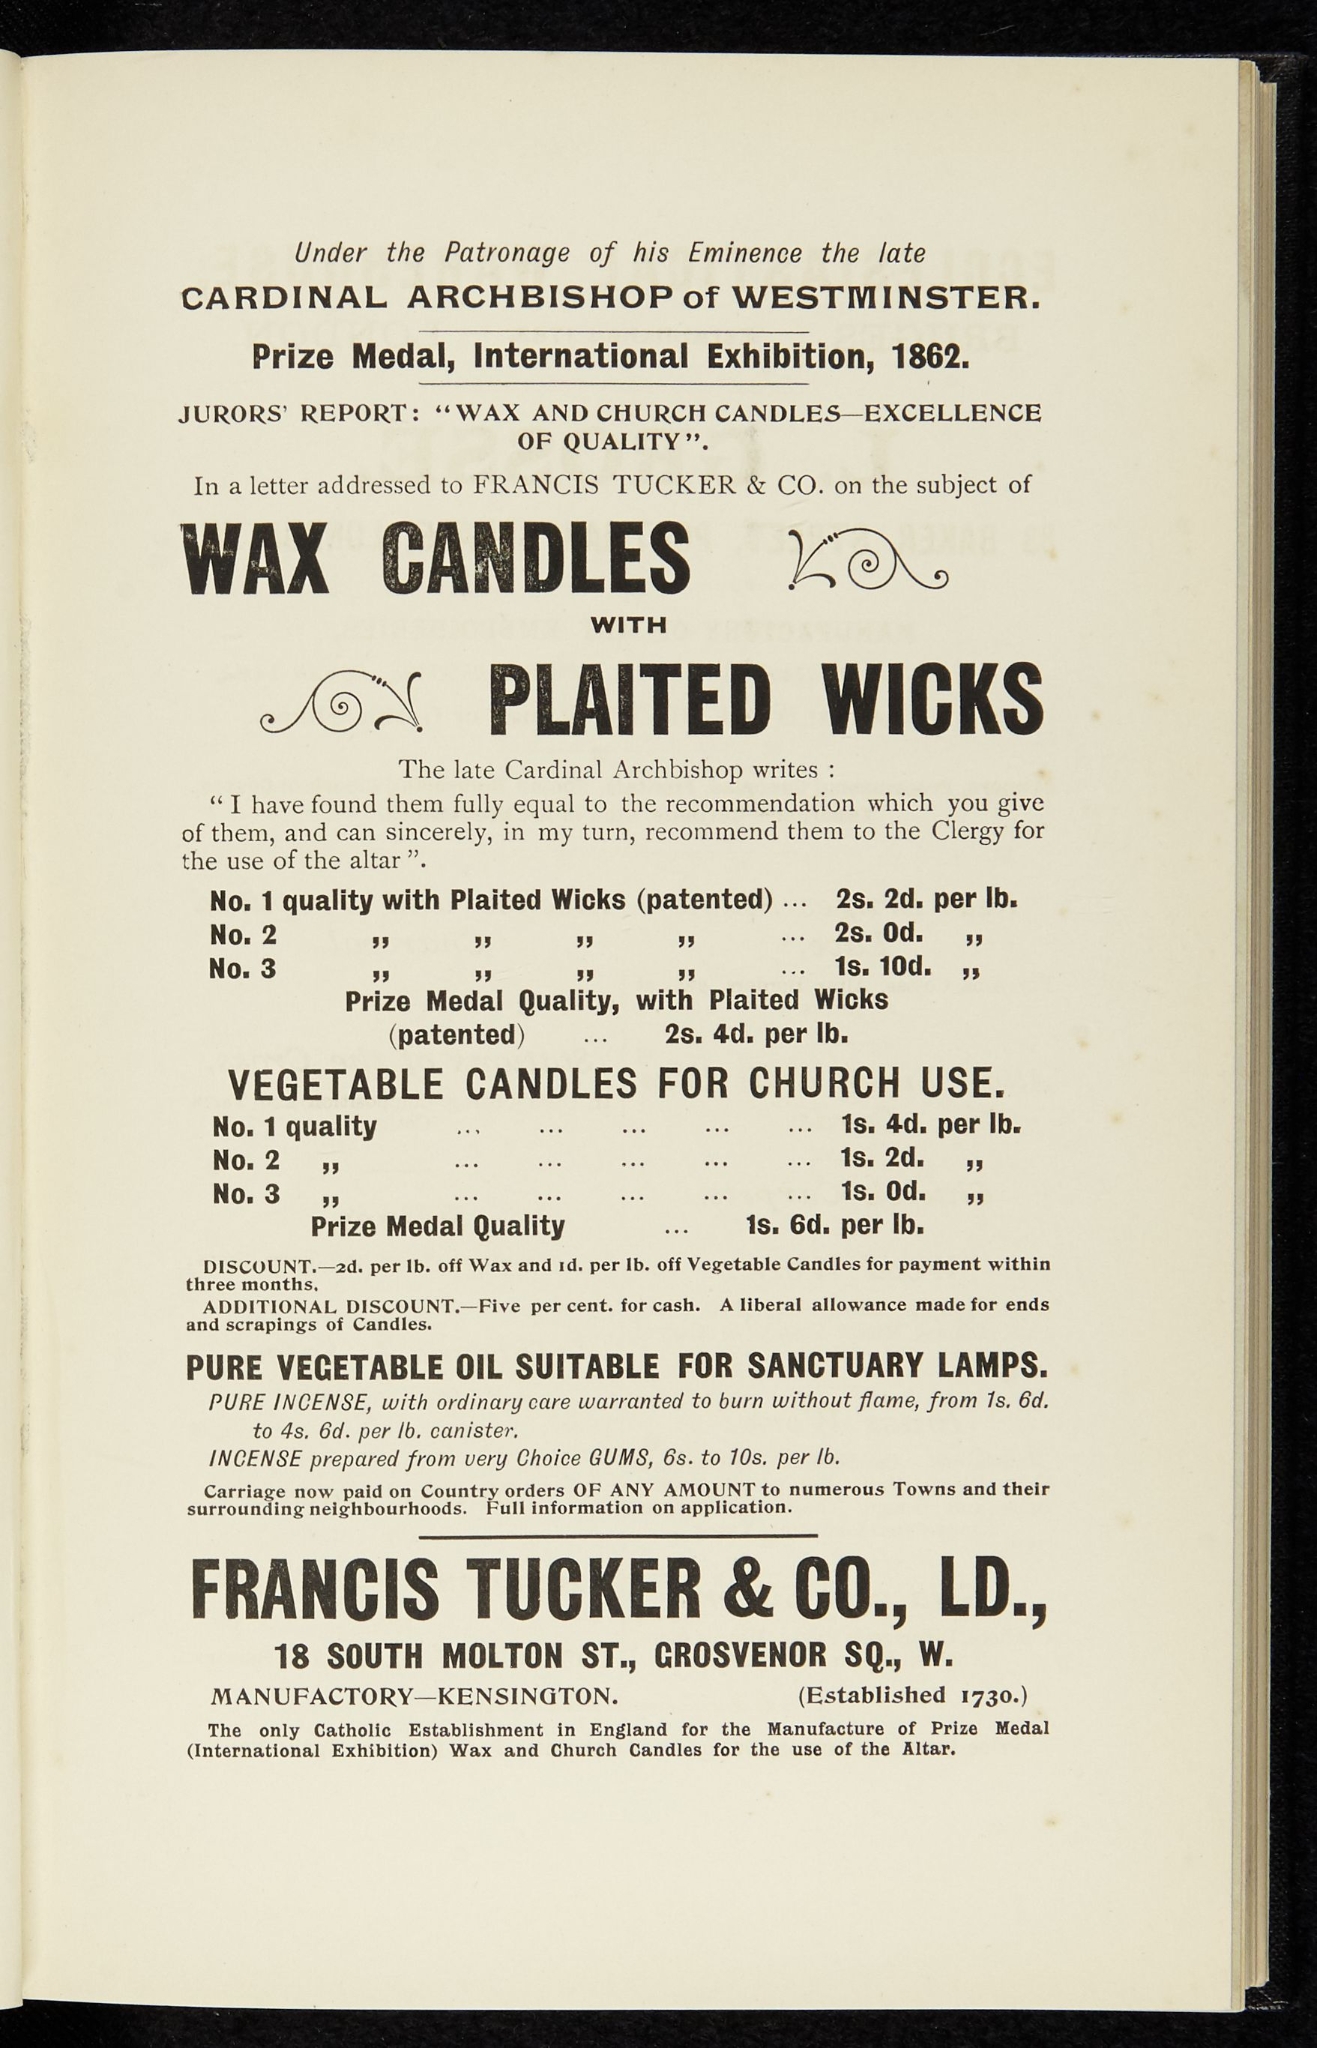 Under the Patronage of his Eminence the late
CARDINAL ARCHBISHOP of WESTMINSTER.
Prize Medal, International Exhibition, 1862.
JURORS' REPORT: "WAX AND CHURCH CANDLES—EXCELLENCE
OF QUALITY".
In a letter addressed to FRANCIS TUCKER & CO. on the subject of
WAX CANDLES
WITH
PLAITED WICKS
The late Cardinal Archbishop writes :
" I have found them fully equal to the recommendation which you give
of them, and can sincerely, in my turn, recommend them to the Clergy for
the use of the altar ".
No. 1 quality with Plaited Wicks (patented) ... 2s. 2d. per lb.
No. 2 „ „ „ „ ... 2s. 0d. „
No. 3 „ „ „ „ ... 1s. 10d. „
Prize Medal Quality, with Plaited Wicks
(patented) ... 2s. 4d. per lb.
VEGETABLE CANDLES FOR CHURCH USE.
No. 1 quality ... ... ... ... ... 1s. 4d. per lb.
No. 2 „ ... ... ... ... ... 1s. 2d. „
No. 3 „ ... ... ... ... ... 1s. 0d. „
Prize Medal Quality ... 1s. 6d. per lb.
DISCOUNT.—2d. per lb. off Wax and 1d. per lb. off Vegetable Candles for payment within
three months.
ADDITIONAL DISCOUNT.—Five per cent. for cash. A liberal allowance made for ends
and scrapings of Candles.
PURE VEGETABLE OIL SUITABLE FOR SANCTUARY LAMPS.
PURE INCENSE, with ordinary care warranted to burn without flame, from 1s. 6d.
to 4s. 6d. per lb. canister.
INCENSE prepared from very Choice GUMS, 6s. to 10s. per lb.
Carriage now paid on Country orders OF ANY AMOUNT to numerous Towns and their
surrounding neighbourhoods. Full information on application.
FRANCIS TUCKER & CO., LD.,
18 SOUTH MOLTON ST., GROSVENOR SQ., W.
MANUFACTORY—KENSINGTON. (Established 1730.)
The only Catholic Establishment in England for the Manufacture of Prize Medal
(International Exhibition) Wax and Church Candles for the use of the Altar.